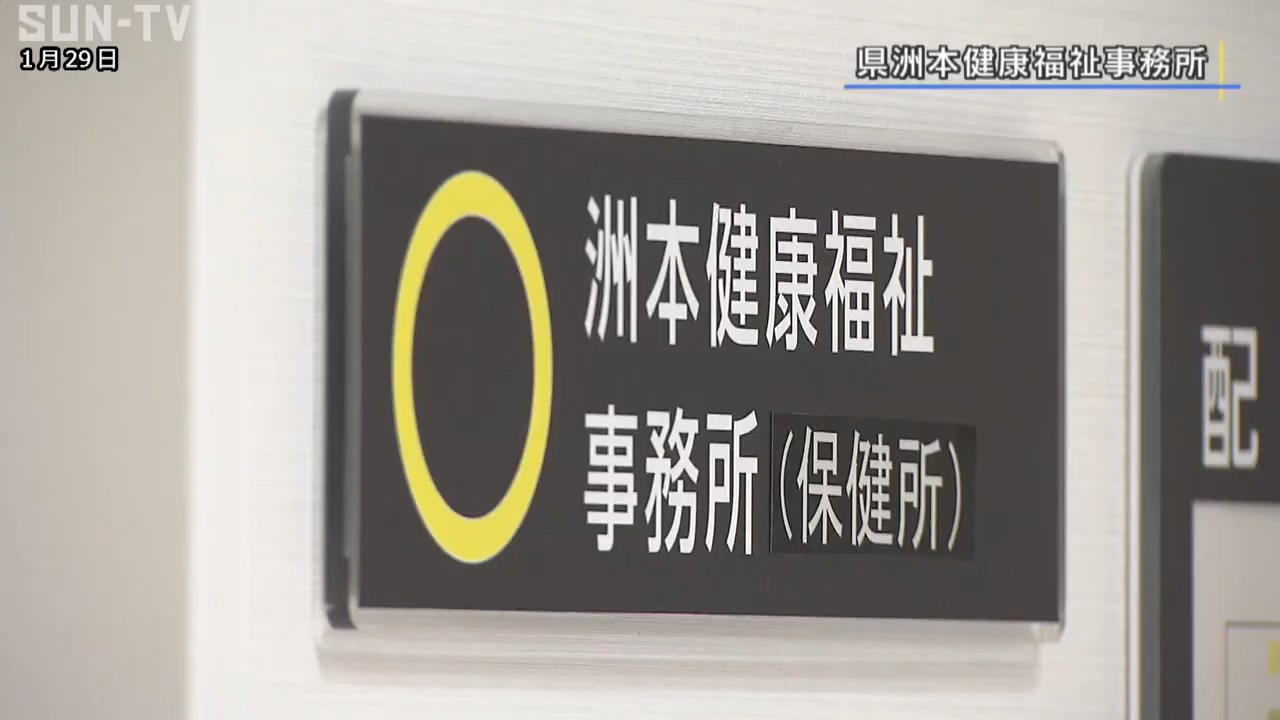 SUN-TV
1月29日
県洲本健康福祉事務所
洲本健康福祉
事務所(保健所)
配